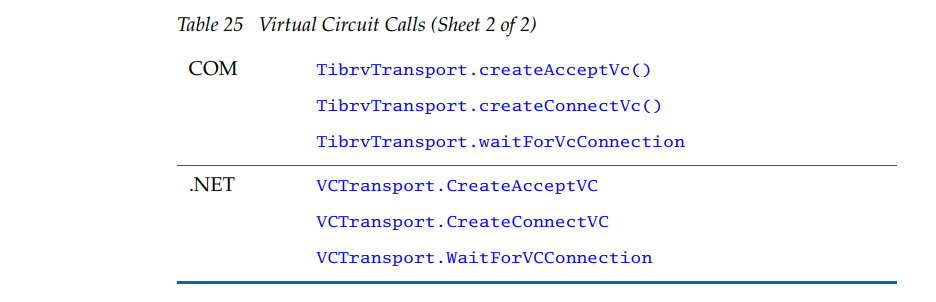 Table 25 Virtual Circuit Calls (Sheet 2 of 2)
COM TibrvTransport.createAcceptVc()
TibrvTransport.createConnectVc()
TibrvTransport.waitForVcConnection
.NET VCTransport.CreateAcceptVC
VCTransport.CreateConnectVC
VCTransport.WaitForVCConnection